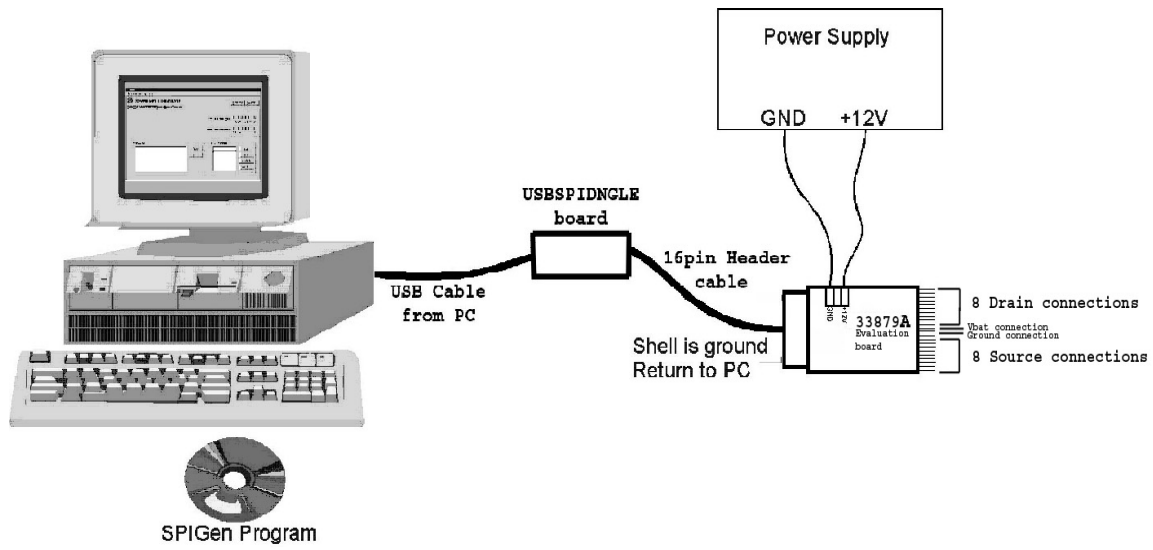 Power Supply
GND +12V
USBSPIDNGLE
board
16pin Header
cable
USB Cable
from PC
Shell is ground
Return to PC
GND
+12V
33879A
Evaluation
board
8 Drain connections
Vbat connection
Ground connection
8 Source connections
SPIGen Program